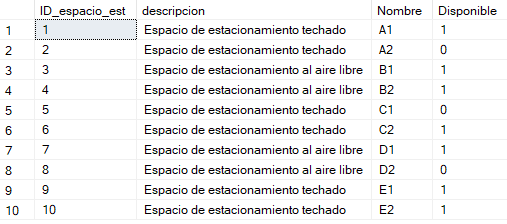 ID_espacio_est descripcion Nombre Disponible
1 1 Espacio de estacionamiento techado A1 1
2 2 Espacio de estacionamiento techado A2 0
3 3 Espacio de estacionamiento al aire libre B1 1
4 4 Espacio de estacionamiento al aire libre B2 1
5 5 Espacio de estacionamiento techado C1 0
6 6 Espacio de estacionamiento techado C2 1
7 7 Espacio de estacionamiento al aire libre D1 1
8 8 Espacio de estacionamiento al aire libre D2 0
9 9 Espacio de estacionamiento techado E1 1
10 10 Espacio de estacionamiento techado E2 1